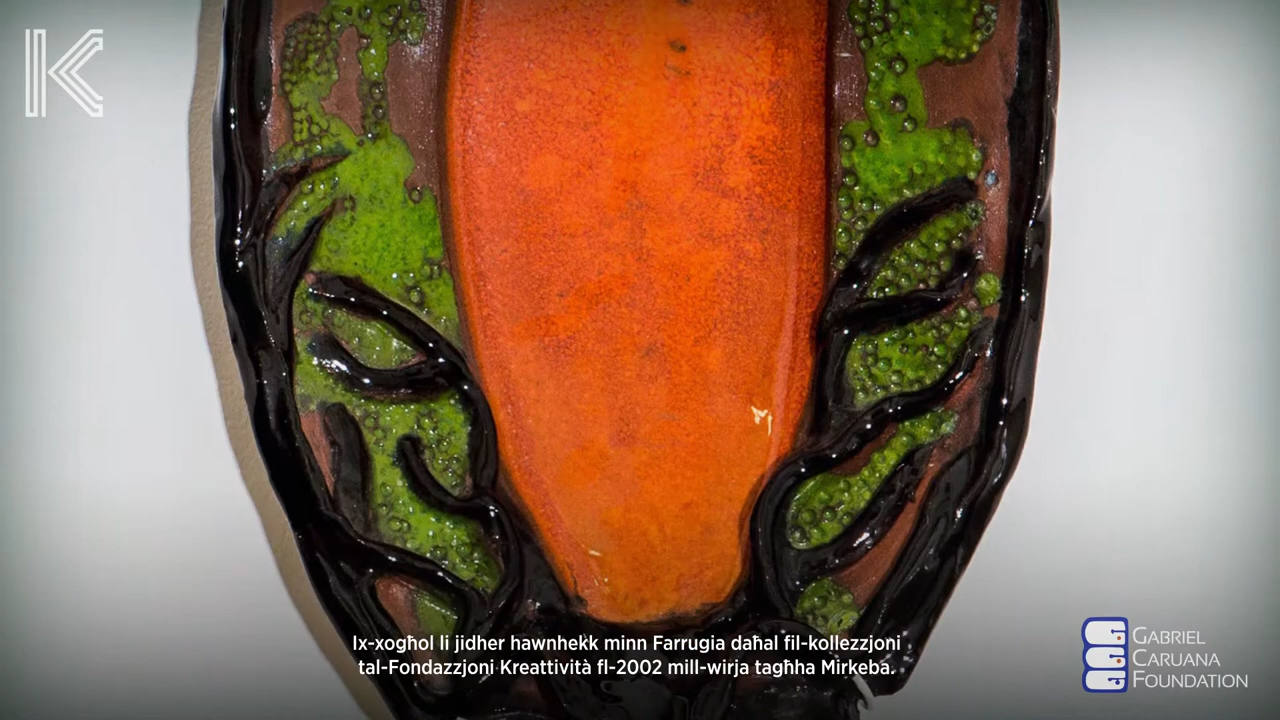 K
Ix-xogħol li jidher hawnhekk minn Farrugia daħal fil-kollezzjoni
tal-Fondazzjoni Kreattività fl-2002 mill-wirja tagħha Mirkeba.
GABRIEL
CARUANA
FOUNDATION